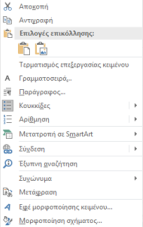 Αποκοπή
Αντιγραφή
Επιλογές επικόλλησης:
Τερματισμός επεξεργασίας κειμένου
Γραμματοσειρά...
Παράγραφος...
Κουκκίδες
Αρίθμηση
Μετατροπή σε SmartArt
Σύνδεση
Έξυπνη αναζήτηση
Συνώνυμα
Μετάφραση
Εφέ μορφοποίησης κειμένου...
Μορφοποίηση σχήματος...